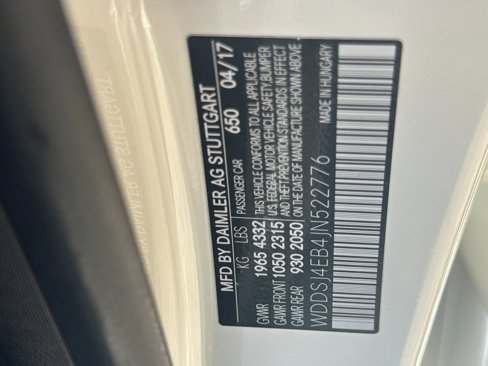 MFD BY DAIMLER AG STUTTGART
KG LBS PASSENGER CAR 650 04/17
GVWR 1965 4332 THIS VEHICLE CONFORMS TO ALL APPLICABLE
GAWR FRONT 1050 2315 U.S. FEDERAL MOTOR VEHICLE SAFETY, BUMPER
AND THEFT PREVENTION STANDARDS IN EFFECT
GAWR REAR 930 2050 ON THE DATE OF MANUFACTURE SHOWN ABOVE.
WDDSJ4EB4JN522776 MADE IN HUNGARY